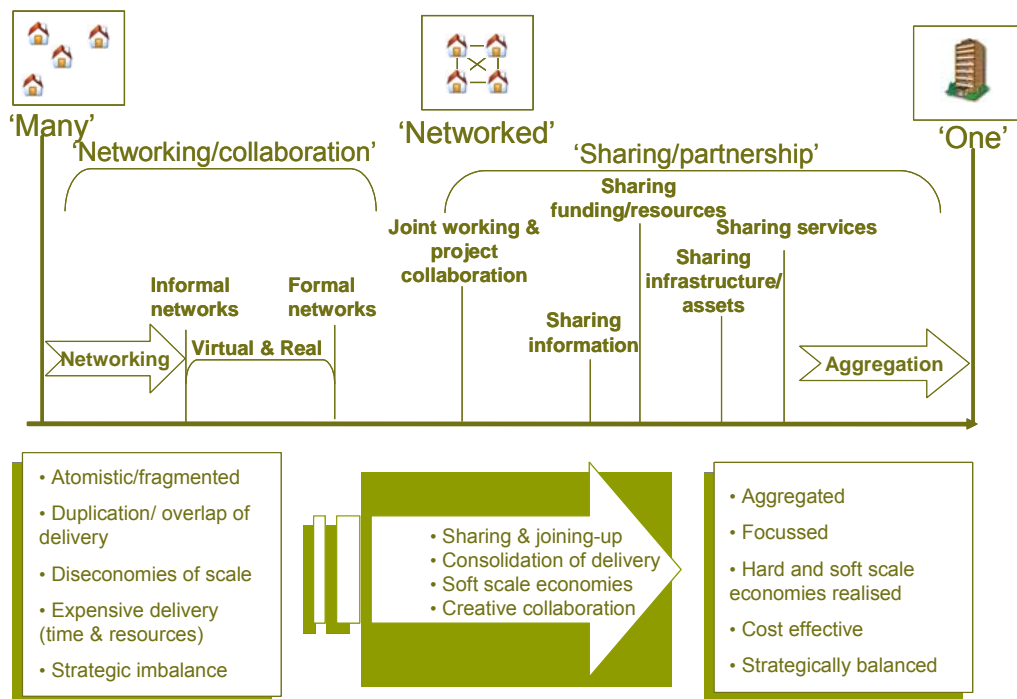 ‘Many’
‘Networked’
‘One’
‘Networking/collaboration’
‘Sharing/partnership’
Sharing
funding/resources
Joint working &
project
collaboration
Sharing services
Sharing
infrastructure/
assets
Informal
networks
Formal
networks
Sharing
information
Networking
Virtual & Real
Aggregation
• Atomistic/fragmented
• Duplication/ overlap of
delivery
• Diseconomies of scale
• Expensive delivery
(time & resources)
• Strategic imbalance
• Sharing & joining-up
• Consolidation of delivery
• Soft scale economies
• Creative collaboration
• Aggregated
• Focussed
• Hard and soft scale
economies realised
• Cost effective
• Strategically balanced